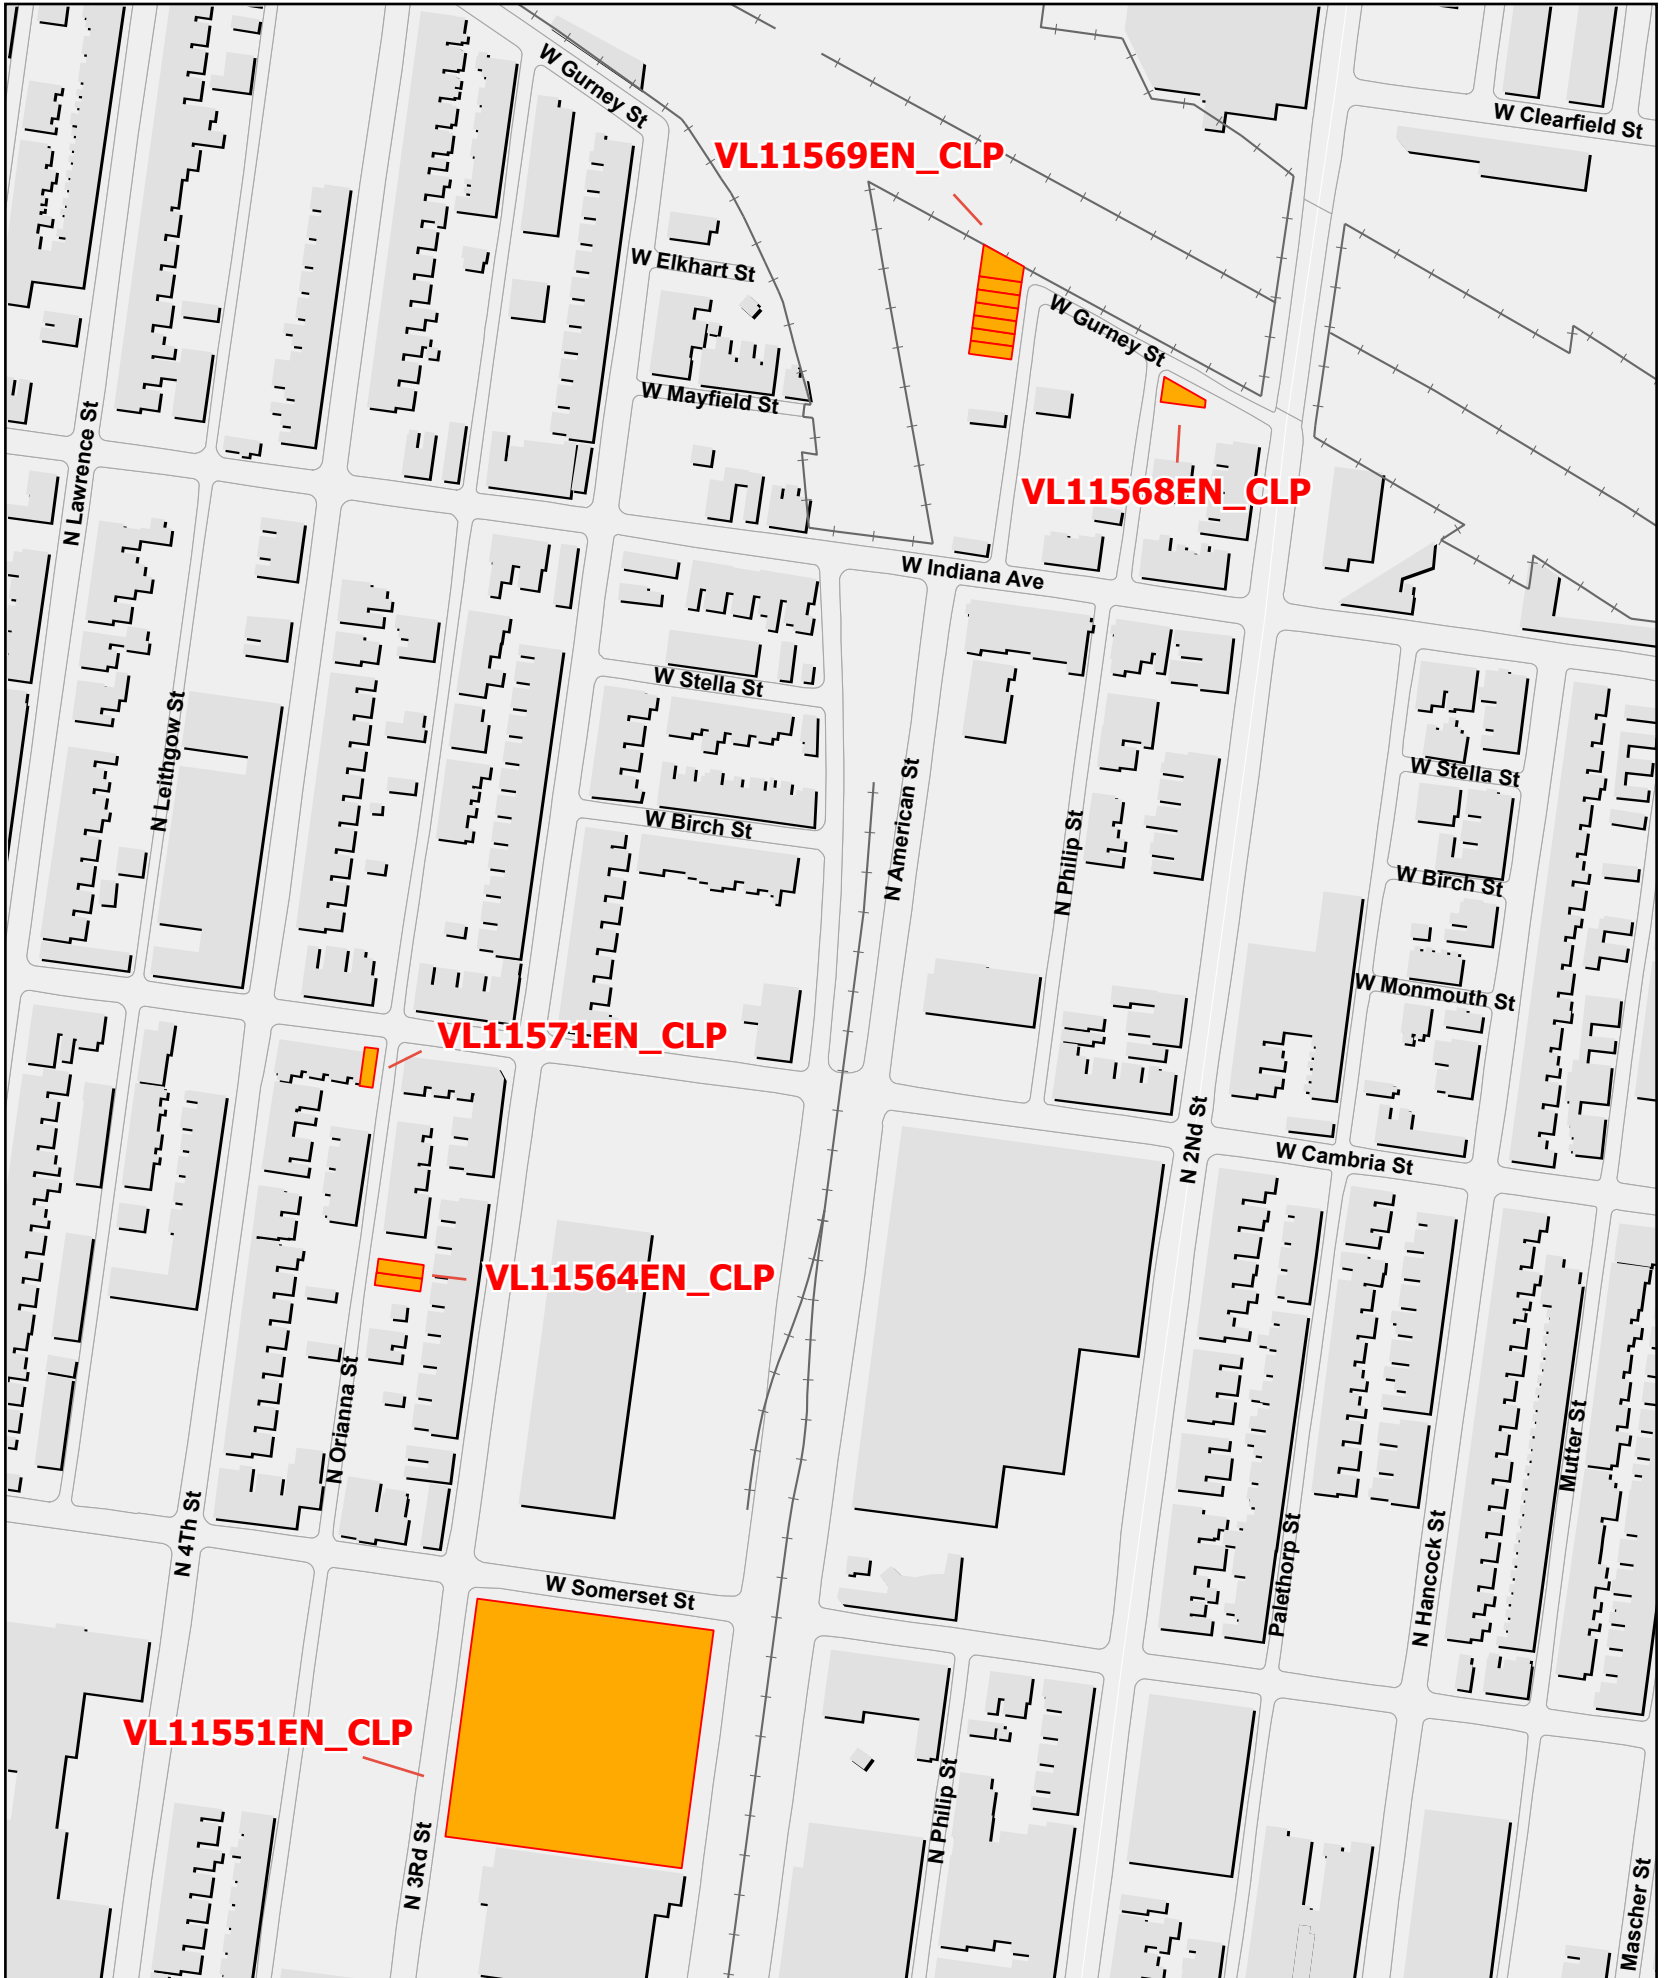 W Gurney St
W Clearfield St
VL11569EN_CLP
W Elkhart St
W Gurney St
W Mayfield St
N Lawrence St
VL11568EN_CLP
W Indiana Ave
W Stella St
N Leithgow St
W Stella St
N American St
W Birch St
N Philip St
W Birch St
W Monmouth St
VL11571EN_CLP
N 2Nd St
W Cambria St
VL11564EN_CLP
N Orianna St
Mutter St
N 4Th St
Palethorp St
N Hancock St
W Somerset St
VL11551EN_CLP
N Philip St
N 3Rd St
Mascher St